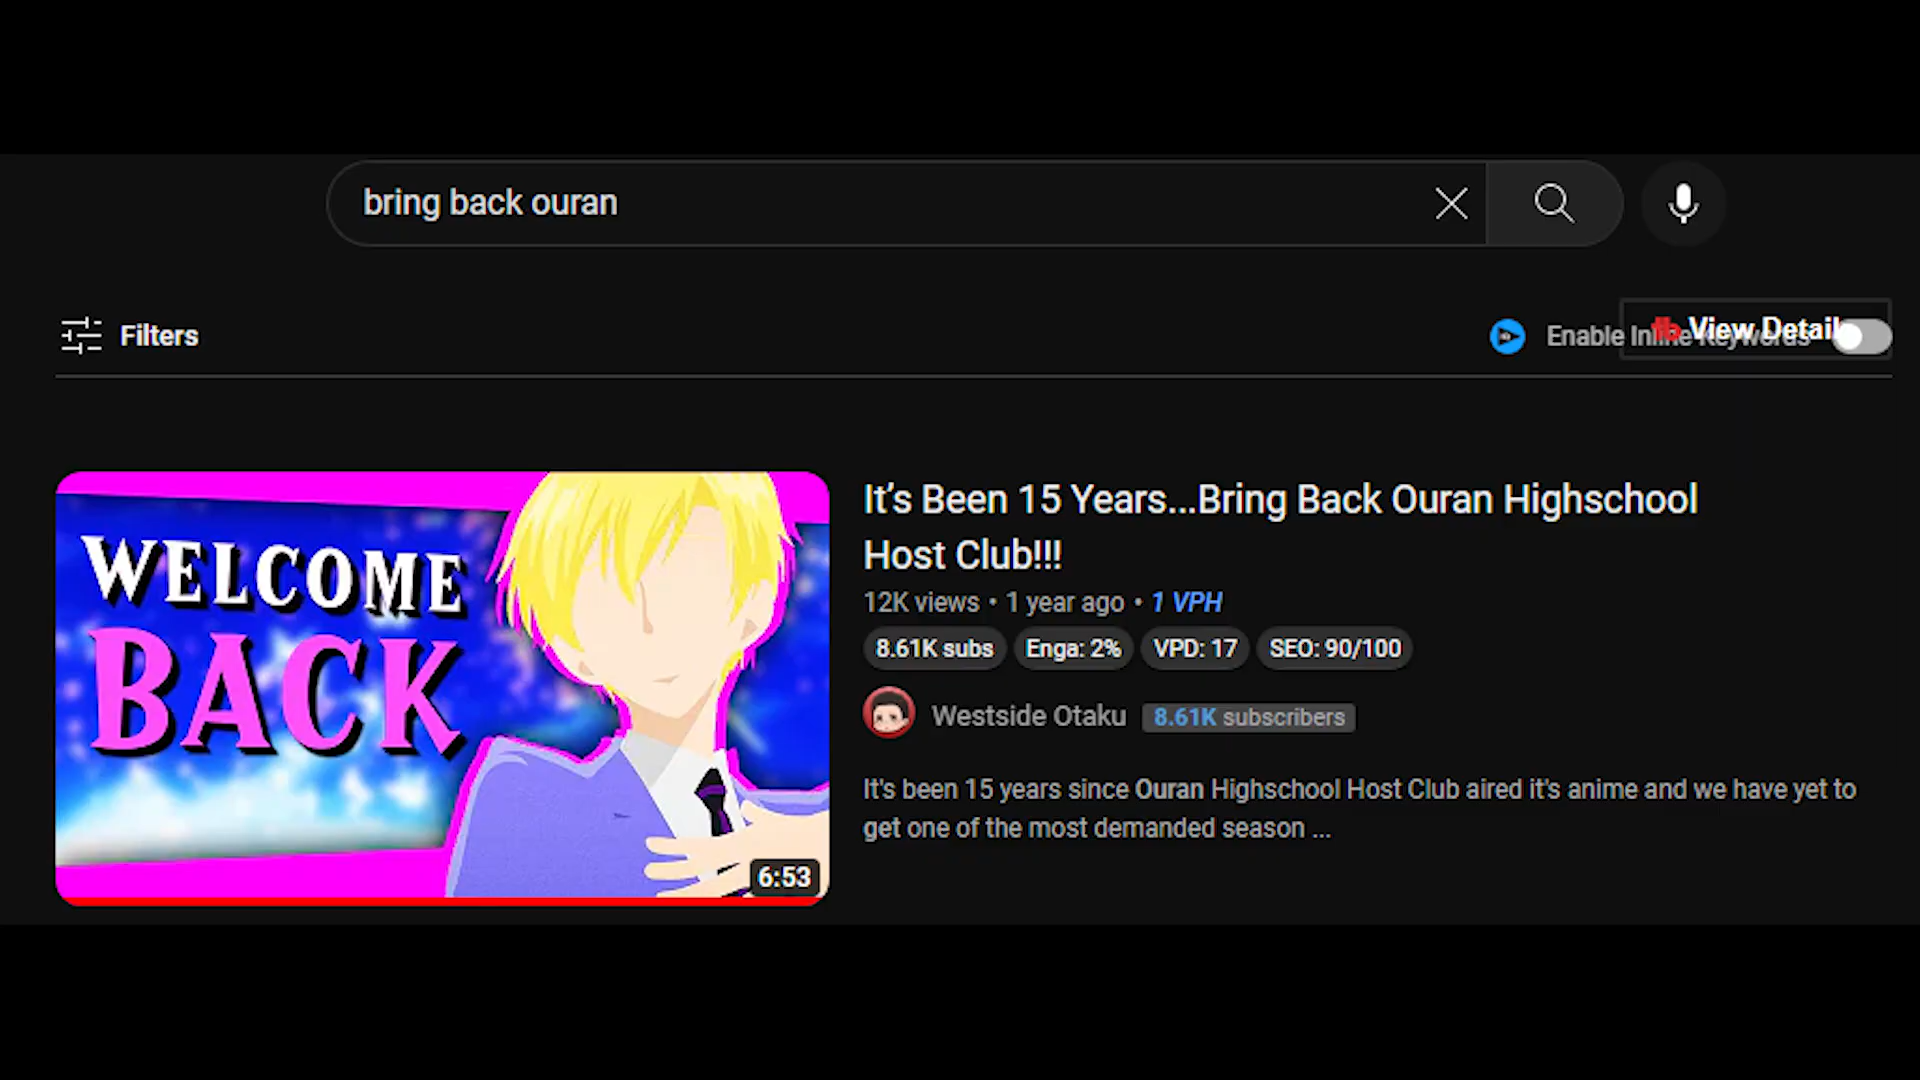 bring back ouran
Filters
Enable Inline Keywords
View Detail
WELCOME
BACK
6:53
It’s Been 15 Years...Bring Back Ouran Highschool
Host Club!!!
12K views • 1 year ago • 1 VPH
8.61K subs Enga: 2% VPD: 17 SEO: 90/100
Westside Otaku 8.61K subscribers
It's been 15 years since Ouran Highschool Host Club aired it's anime and we have yet to
get one of the most demanded season ...